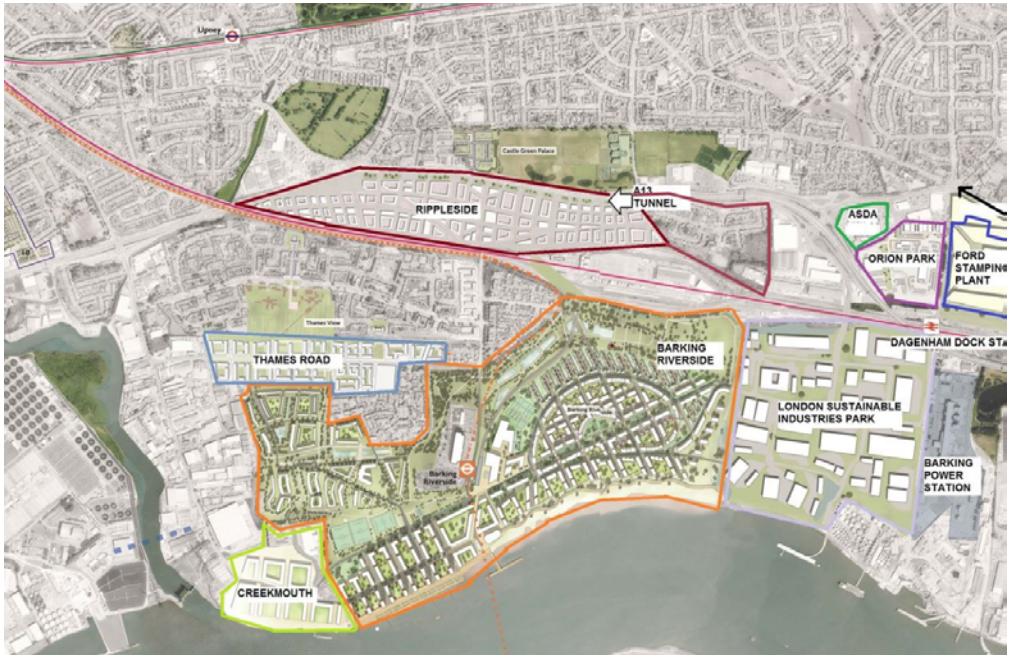 Upney
Castle Green Palace
A13
TUNNEL
RIPPLESIDE
ASDA
ORION PARK
FORD
STAMPING
PLANT
Thames View
DAGENHAM DOCK STa
THAMES ROAD
BARKING
RIVERSIDE
LONDON SUSTAINABLE
INDUSTRIES PARK
Barking
Riverside
BARKING
POWER
STATION
CREEKMOUTH